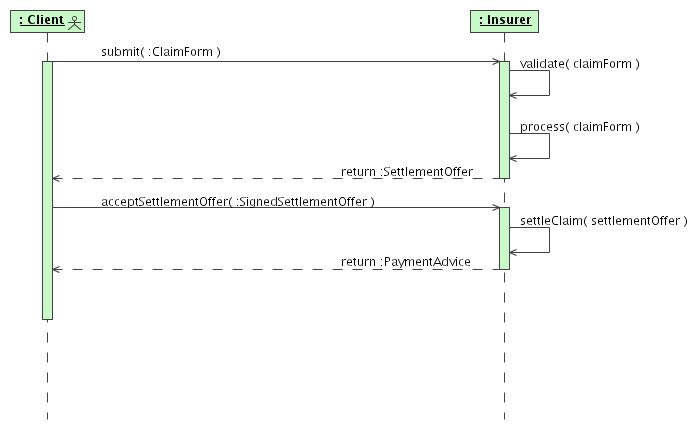 : Client
: Insurer
submit( :ClaimForm )
validate( claimForm )
process( claimForm )
return :SettlementOffer
acceptSettlementOffer( :SignedSettlementOffer )
settleClaim( settlementOffer )
return :PaymentAdvice